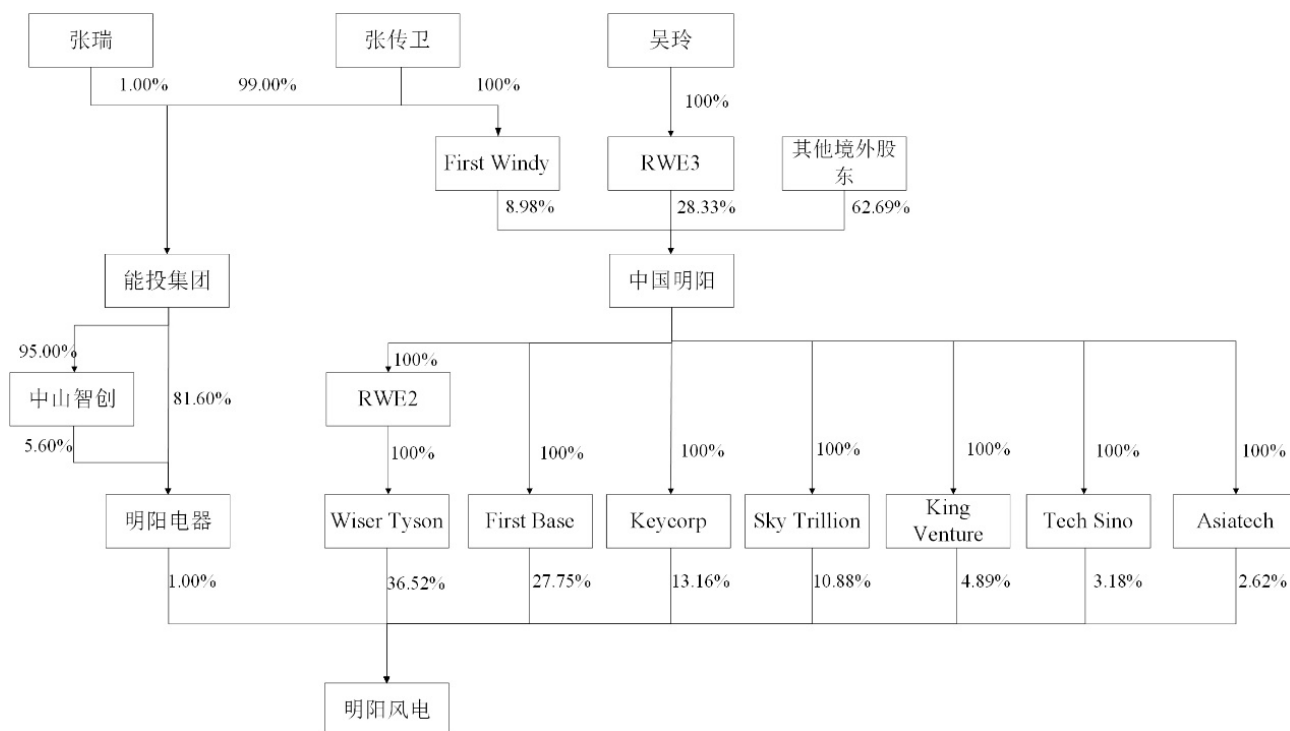 张瑞
张传卫
吴玲
1.00%
99.00%
100%
100%
First Windy
RWE3
其他境外股
东
8.98%
28.33%
62.69%
能投集团
中国明阳
95.00%
100%
中山智创
81.60%
RWE2
5.60%
100%
100%
100%
100%
100%
100%
100%
明阳电器
Wiser Tyson
First Base
Keycorp
Sky Trillion
King
Venture
Tech Sino
Asiatech
1.00%
36.52%
27.75%
13.16%
10.88%
4.89%
3.18%
2.62%
明阳风电